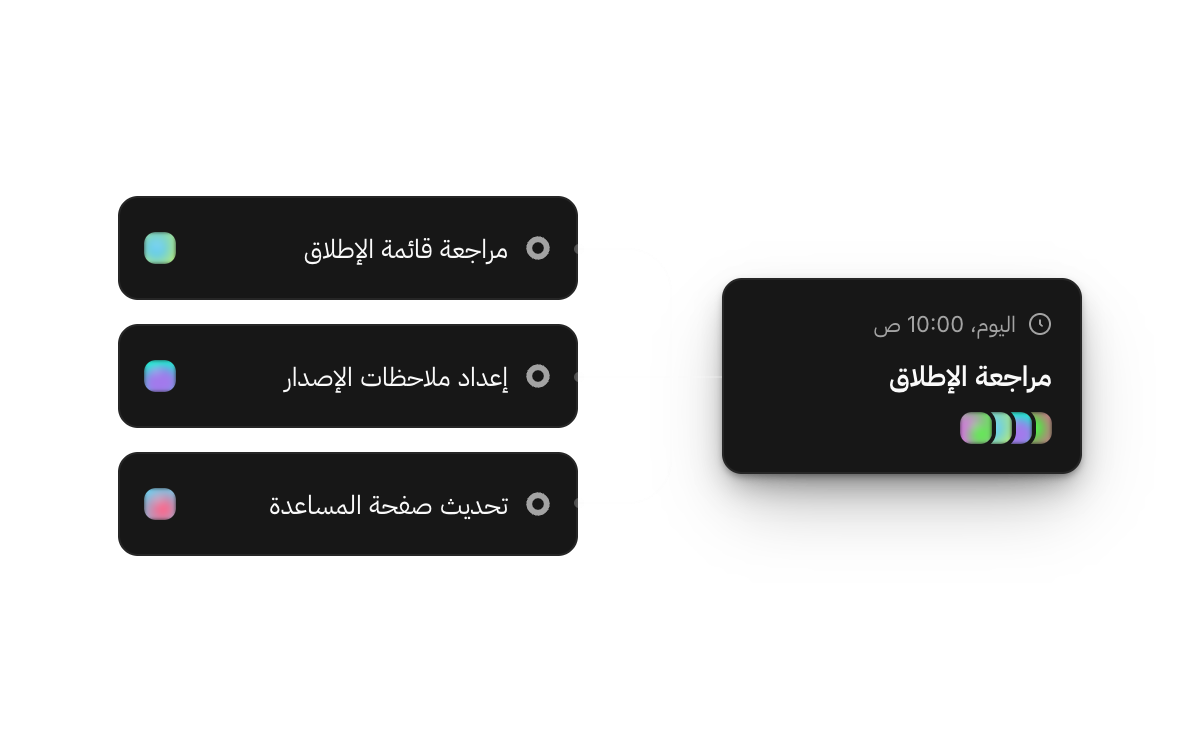 اليوم، 10:00 ص
مراجعة الإطلاق
مراجعة قائمة الإطلاق
إعداد ملاحظات الإصدار
تحديث صفحة المساعدة